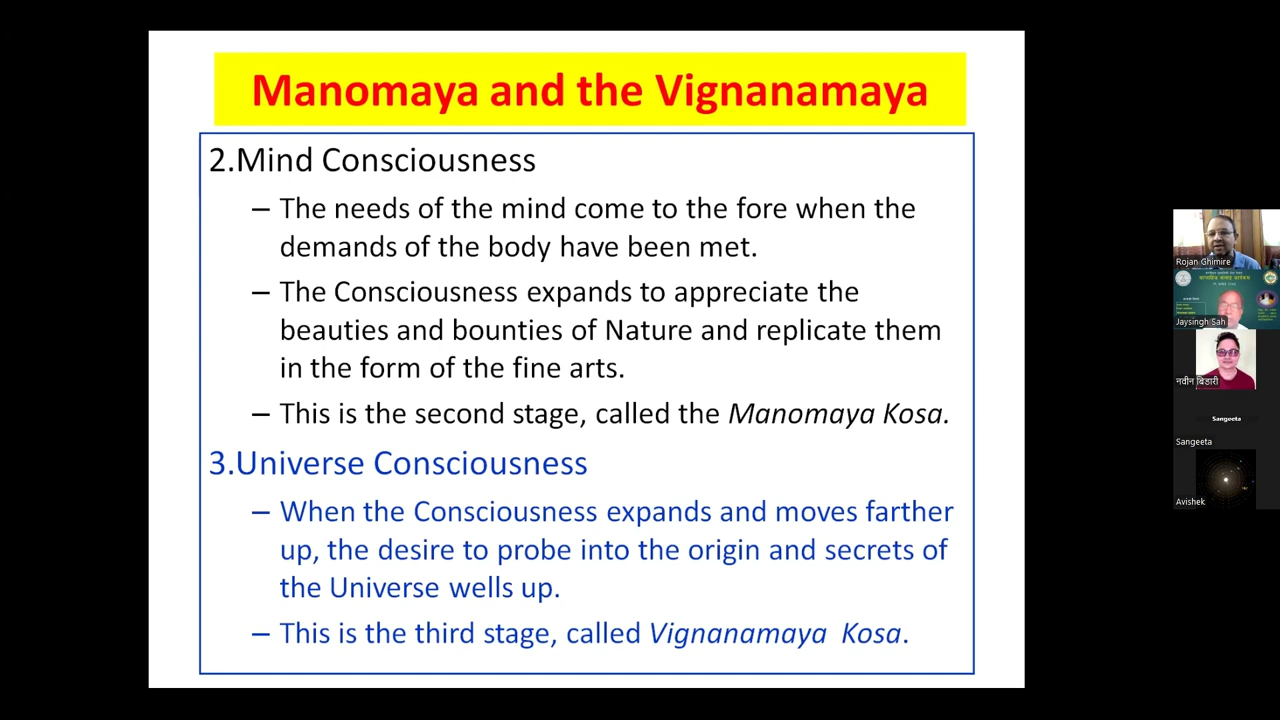 Manomaya and the Vignanamaya
2.Mind Consciousness
– The needs of the mind come to the fore when the
demands of the body have been met.
– The Consciousness expands to appreciate the
beauties and bounties of Nature and replicate them
in the form of the fine arts.
– This is the second stage, called the Manomaya Kosa.
3.Universe Consciousness
– When the Consciousness expands and moves farther
up, the desire to probe into the origin and secrets of
the Universe wells up.
– This is the third stage, called Vignanamaya Kosa.
Rojan Ghimire
Jaysingh Sah
नवीन बिडारी
Sangeeta
Sangeeta
Avishek